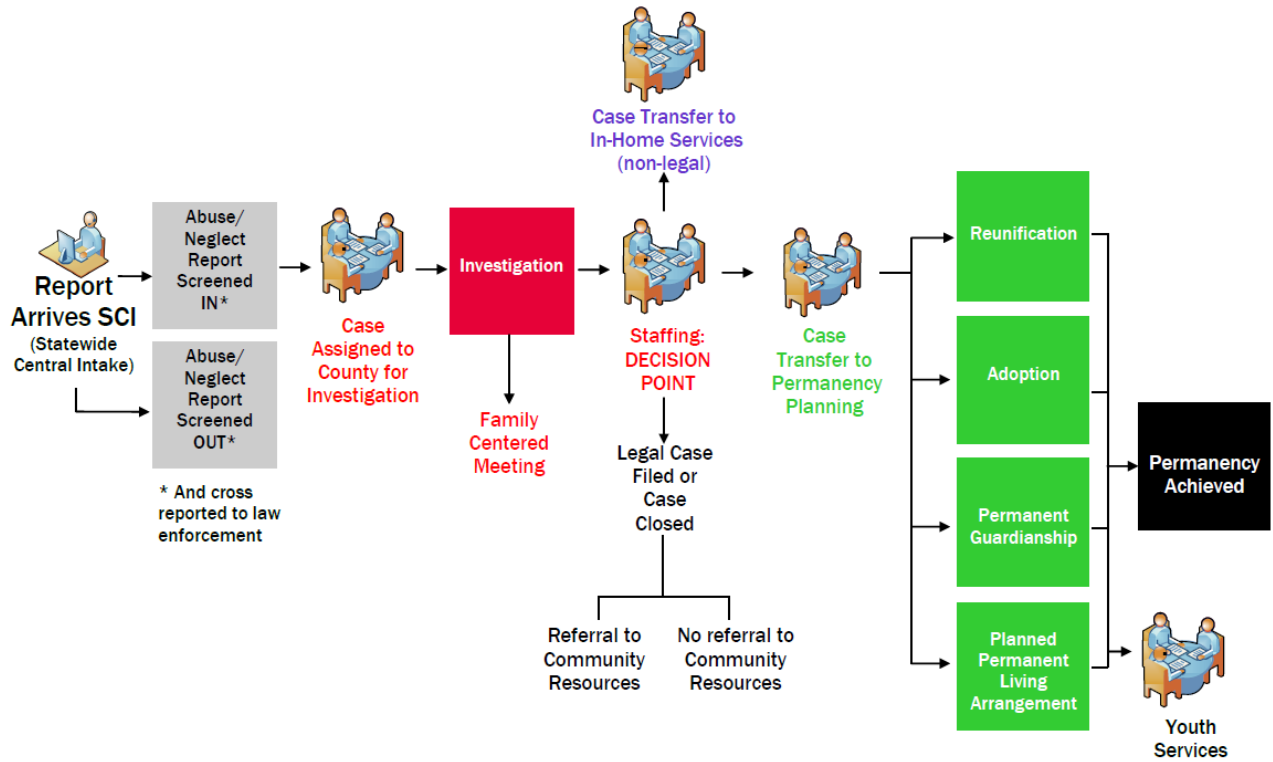 Report
Arrives SCI
(Statewide
Central Intake)
Abuse/
Neglect
Report
Screened
IN*
Abuse/
Neglect
Report
Screened
OUT*
* And cross
reported to law
enforcement
Case
Assigned to
County for
Investigation
Investigation
Family
Centered
Meeting
Case Transfer to
In-Home Services
(non-legal)
Staffing:
DECISION
POINT
Legal Case
Filed or
Case
Closed
Referral to
Community
Resources
No referral to
Community
Resources
Case
Transfer to
Permanency
Planning
Reunification
Adoption
Permanent
Guardianship
Planned
Permanent
Living
Arrangement
Permanency
Achieved
Youth
Services